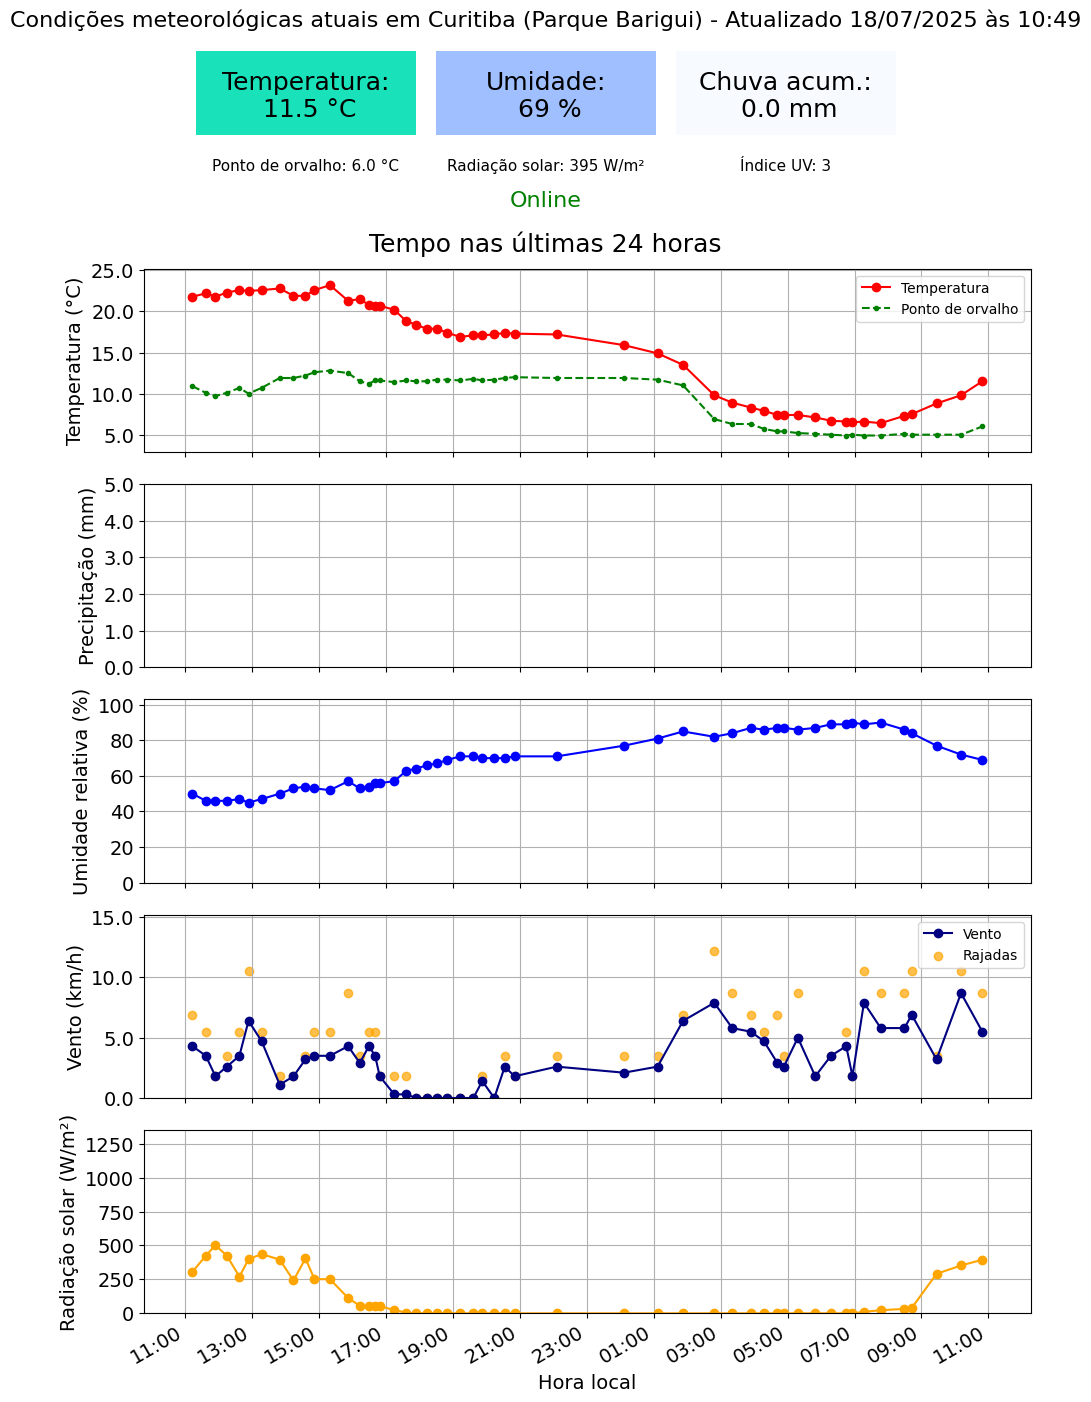 Condições meteorológicas atuais em Curitiba (Parque Barigui) - Atualizado 18/07/2025 às 10:49
Temperatura:
11.5 °C
Umidade:
69 %
Chuva acum.:
0.0 mm
Ponto de orvalho: 6.0 °C
Radiação solar: 395 W/m²
Índice UV: 3
Online
Tempo nas últimas 24 horas
Temperatura (°C)
25.0
20.0
15.0
10.0
5.0
Temperatura
Ponto de orvalho
Precipitação (mm)
5.0
4.0
3.0
2.0
1.0
0.0
Umidade relativa (%)
100
80
60
40
20
0
Vento (km/h)
15.0
10.0
5.0
0.0
Vento
Rajadas
Radiação solar (W/m²)
1250
1000
750
500
250
0
11:00
13:00
15:00
17:00
19:00
21:00
23:00
01:00
03:00
05:00
07:00
09:00
11:00
Hora local